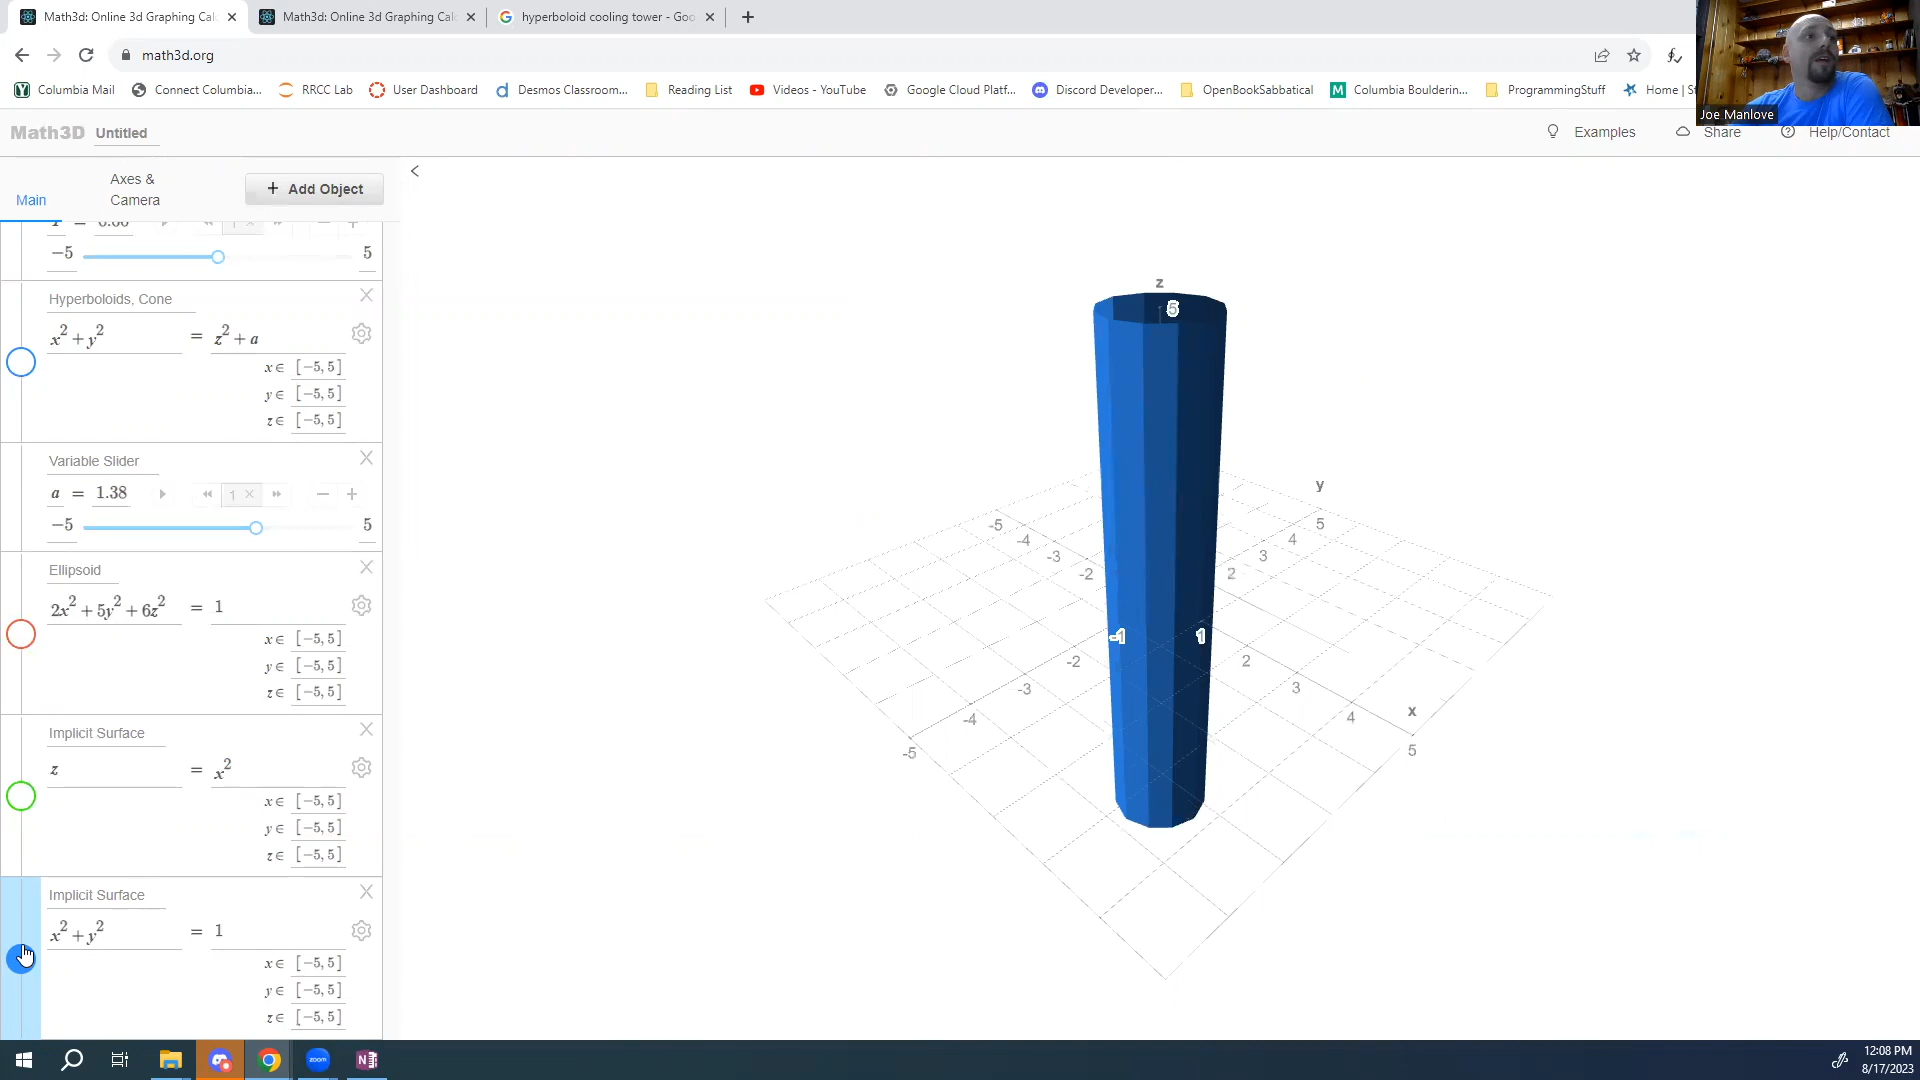 Math3d: Online 3d Graphing Calc
Math3d: Online 3d Graphing Calc
hyperboloid cooling tower - Goo
math3d.org
Columbia Mail
Connect Columbia...
RRCC Lab
User Dashboard
Desmos Classroom...
Reading List
Videos - YouTube
Google Cloud Platf...
Discord Developer...
OpenBookSabbatical
Columbia Boulderin...
ProgrammingStuff
Home | St
Joe Manlove
Math3D
Untitled
Examples
Share
Help/Contact
Main
Axes &
Camera
+ Add Object
−5
5
Hyperboloids, Cone
x² + y² = z² + a
x ∈ [−5, 5]
y ∈ [−5, 5]
z ∈ [−5, 5]
Variable Slider
a = 1.38
1 ×
−5
5
Ellipsoid
2x² + 5y² + 6z² = 1
x ∈ [−5, 5]
y ∈ [−5, 5]
z ∈ [−5, 5]
Implicit Surface
z = x²
x ∈ [−5, 5]
y ∈ [−5, 5]
z ∈ [−5, 5]
Implicit Surface
x² + y² = 1
x ∈ [−5, 5]
y ∈ [−5, 5]
z ∈ [−5, 5]
z
5
y
5
4
3
2
-5
-4
-3
-2
-1
1
-2
2
-3
3
-4
4
-5
x
5
zoom
12:08 PM
8/17/2023